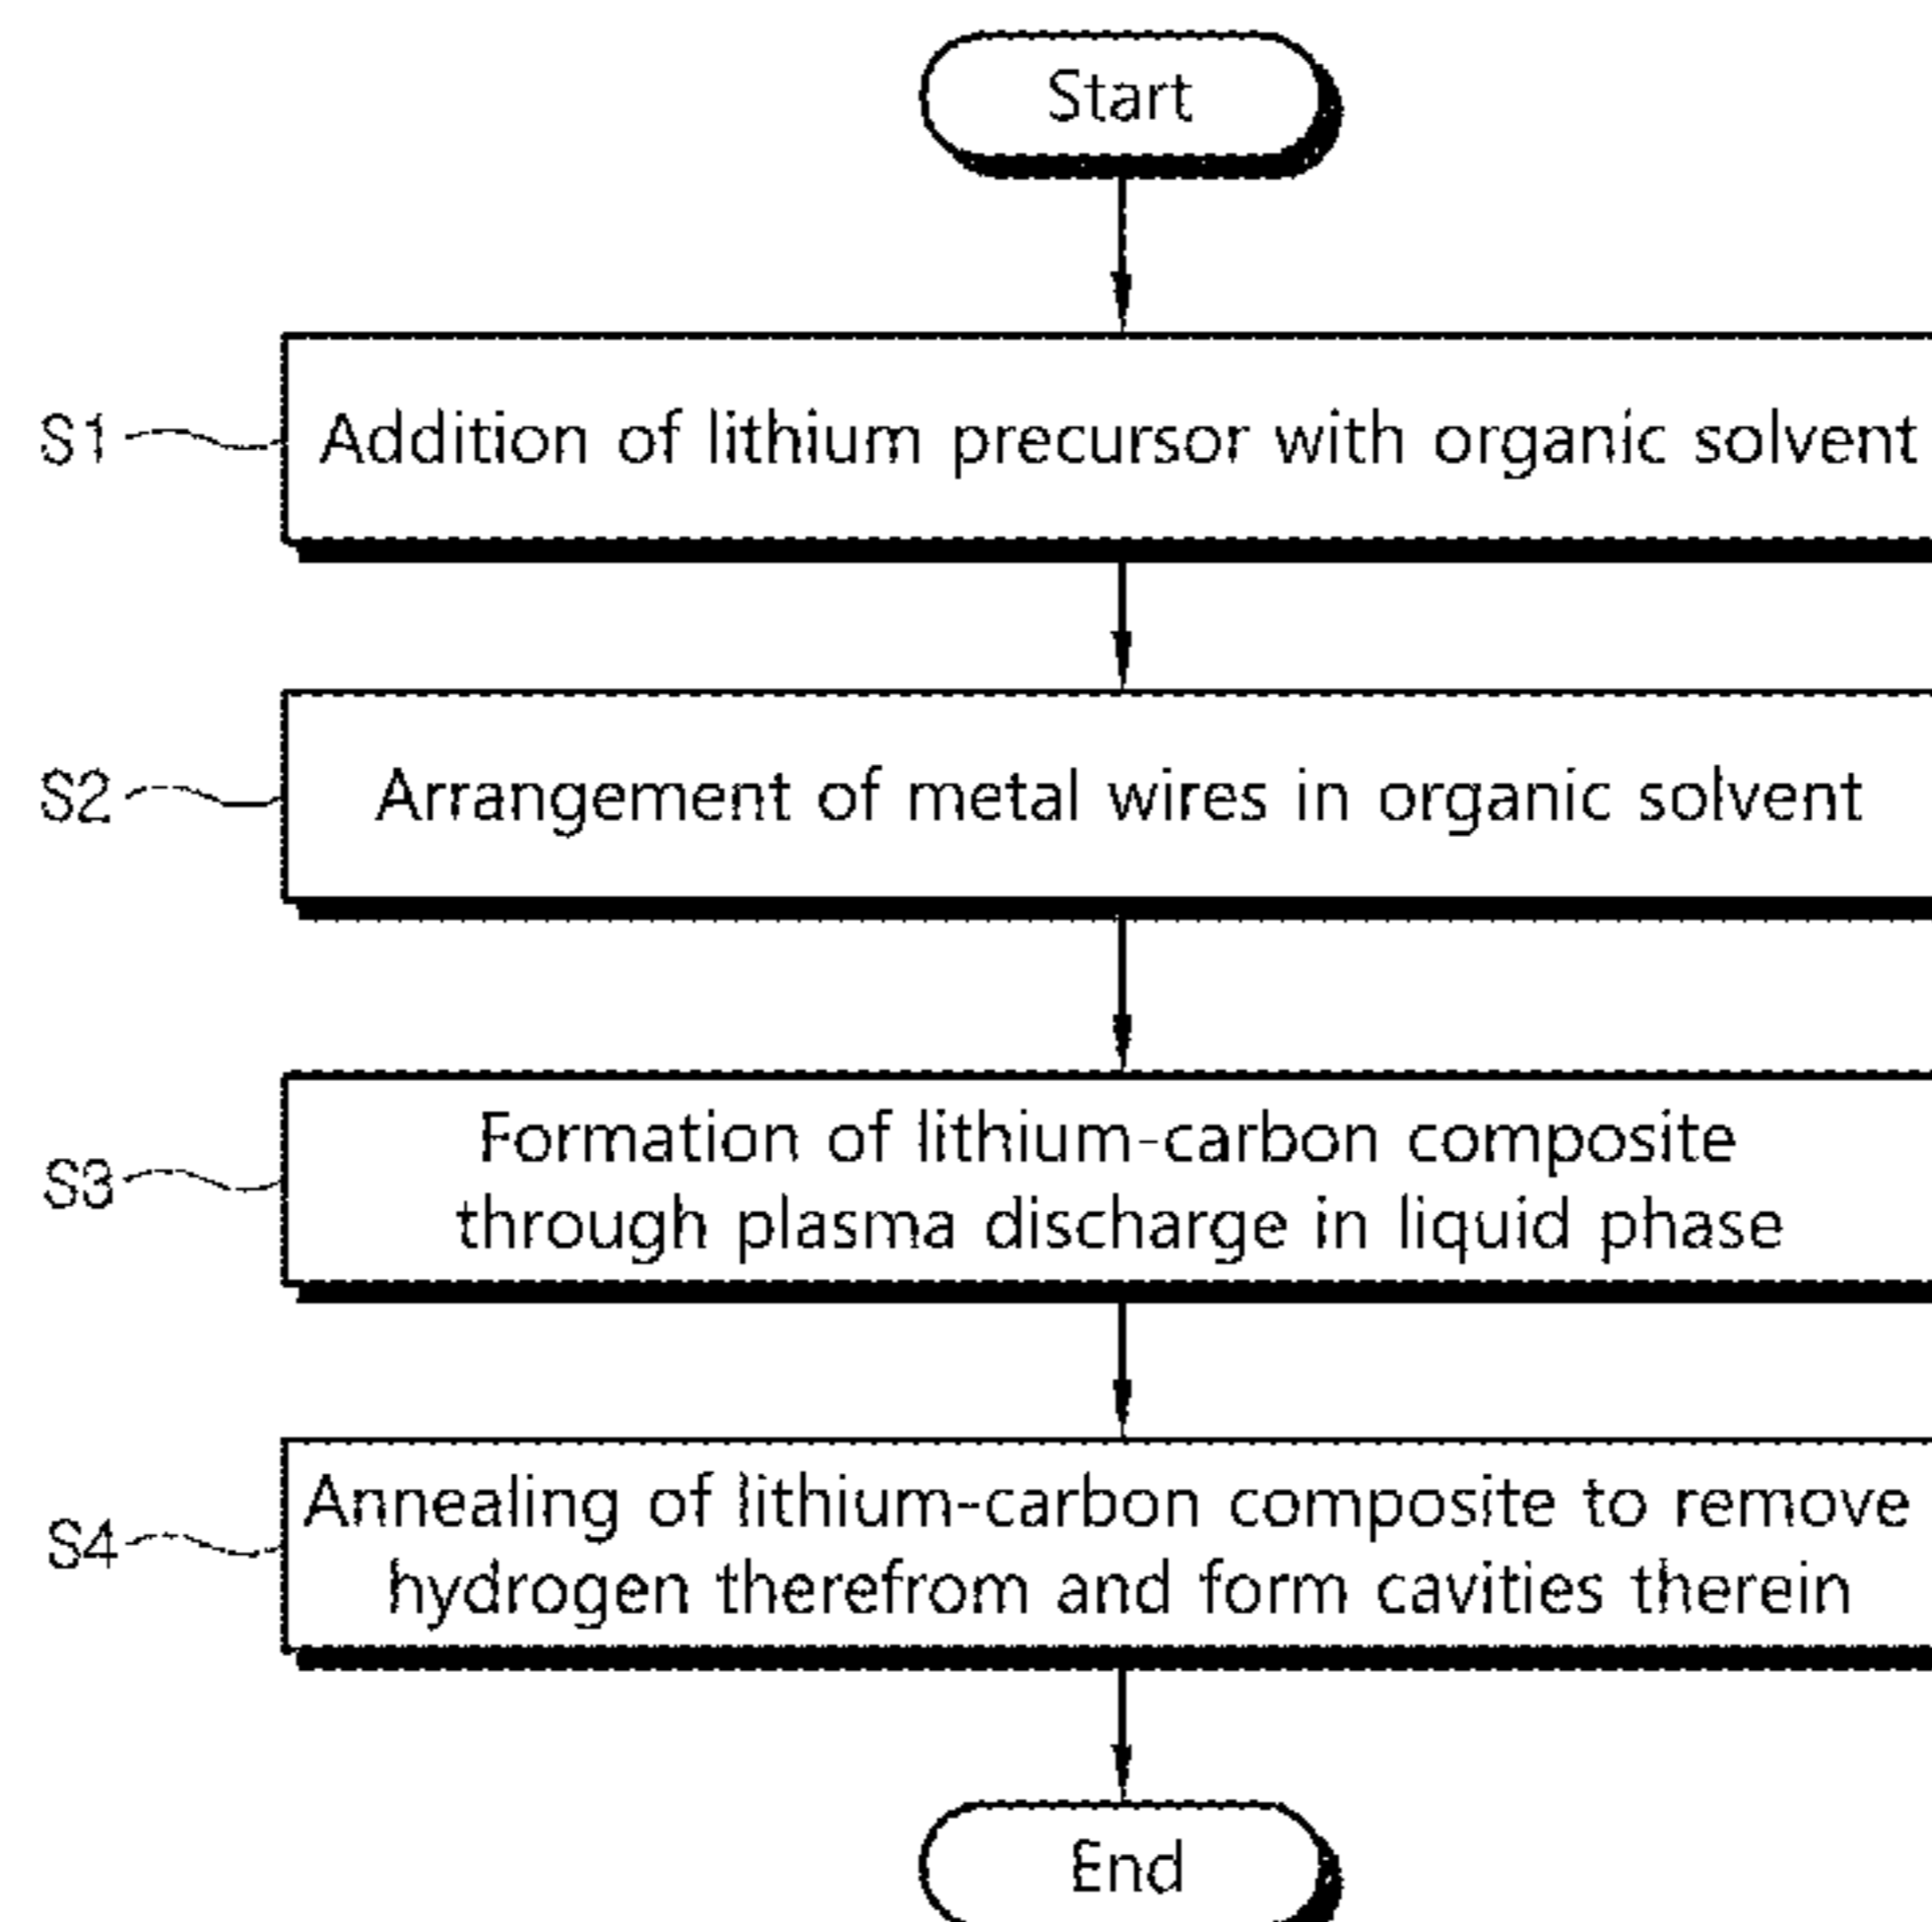 Start
S1 Addition of lithium precursor with organic solvent
S2 Arrangement of metal wires in organic solvent
S3 Formation of lithium-carbon composite
through plasma discharge in liquid phase
S4 Annealing of lithium-carbon composite to remove
hydrogen therefrom and form cavities therein
End